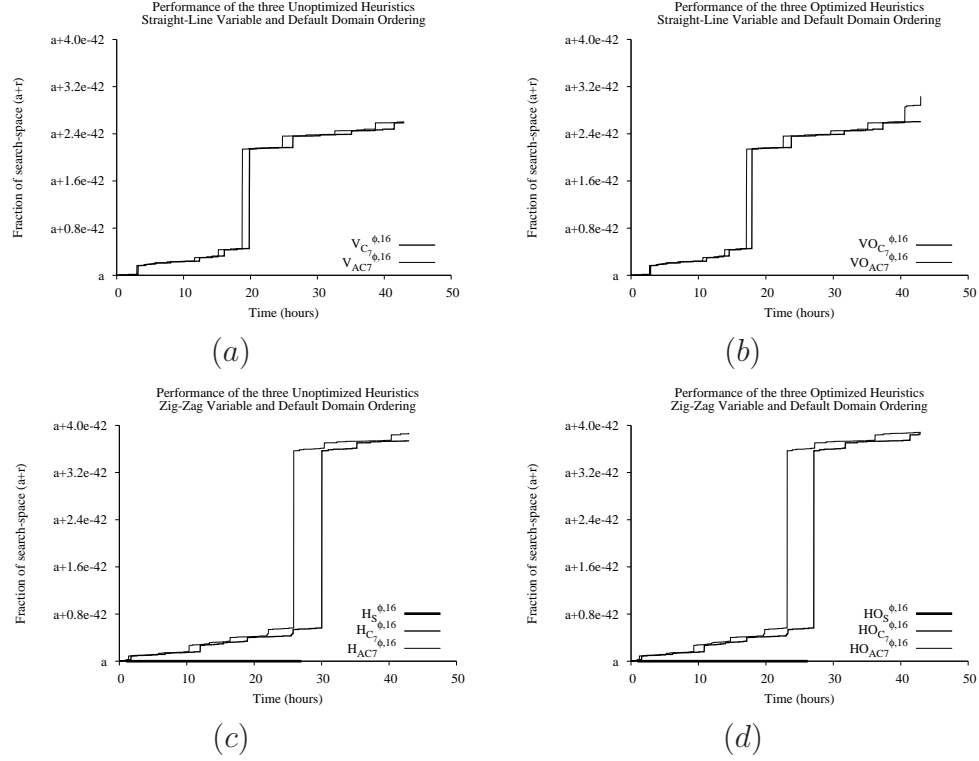 Performance of the three Unoptimized Heuristics
Straight-Line Variable and Default Domain Ordering
Fraction of search-space (a+r)
a+4.0e-42
a+3.2e-42
a+2.4e-42
a+1.6e-42
a+0.8e-42
a
V_C_7^ϕ,16
V_AC7^ϕ,16
0 10 20 30 40 50
Time (hours)
(a)
Performance of the three Optimized Heuristics
Straight-Line Variable and Default Domain Ordering
Fraction of search-space (a+r)
a+4.0e-42
a+3.2e-42
a+2.4e-42
a+1.6e-42
a+0.8e-42
a
VO_C_7^ϕ,16
VO_AC7^ϕ,16
0 10 20 30 40 50
Time (hours)
(b)
Performance of the three Unoptimized Heuristics
Zig-Zag Variable and Default Domain Ordering
Fraction of search-space (a+r)
a+4.0e-42
a+3.2e-42
a+2.4e-42
a+1.6e-42
a+0.8e-42
a
H_S^ϕ,16
H_C_7^ϕ,16
H_AC7^ϕ,16
0 10 20 30 40 50
Time (hours)
(c)
Performance of the three Optimized Heuristics
Zig-Zag Variable and Default Domain Ordering
Fraction of search-space (a+r)
a+4.0e-42
a+3.2e-42
a+2.4e-42
a+1.6e-42
a+0.8e-42
a
HO_S^ϕ,16
HO_C_7^ϕ,16
HO_AC7^ϕ,16
0 10 20 30 40 50
Time (hours)
(d)